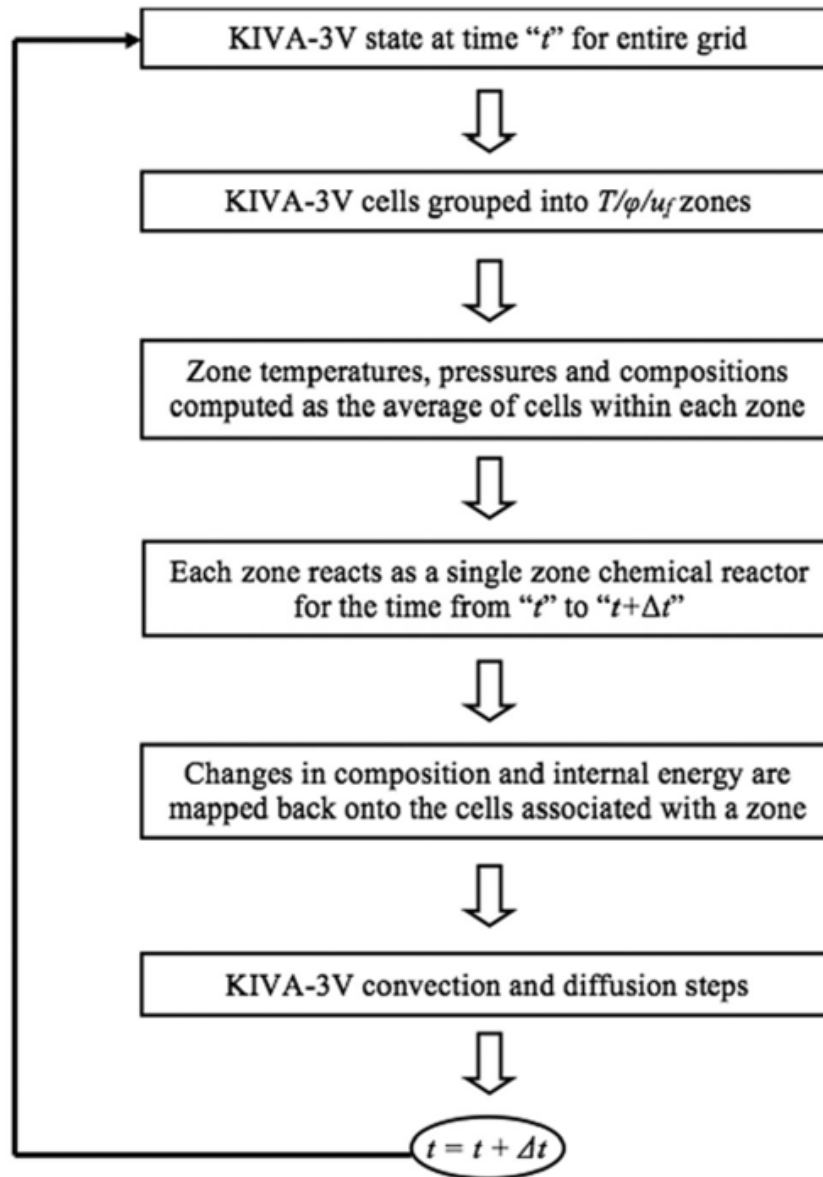 KIVA-3V state at time “t” for entire grid
KIVA-3V cells grouped into T/φ/uf zones
Zone temperatures, pressures and compositions
computed as the average of cells within each zone
Each zone reacts as a single zone chemical reactor
for the time from “t” to “t+Δt”
Changes in composition and internal energy are
mapped back onto the cells associated with a zone
KIVA-3V convection and diffusion steps
t = t + Δt